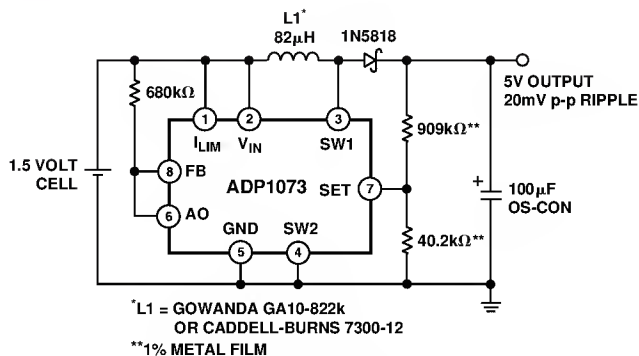 L1*
82μH
1N5818
680kΩ
5V OUTPUT
20mV p-p RIPPLE
909kΩ**
1 2 3
ILIM VIN SW1
1.5 VOLT
CELL
8 FB
ADP1073
SET 7
+
100μF
OS-CON
6 AO
GND SW2
5 4
40.2kΩ**
*L1 = GOWANDA GA10-822k
OR CADDELL-BURNS 7300-12
**1% METAL FILM